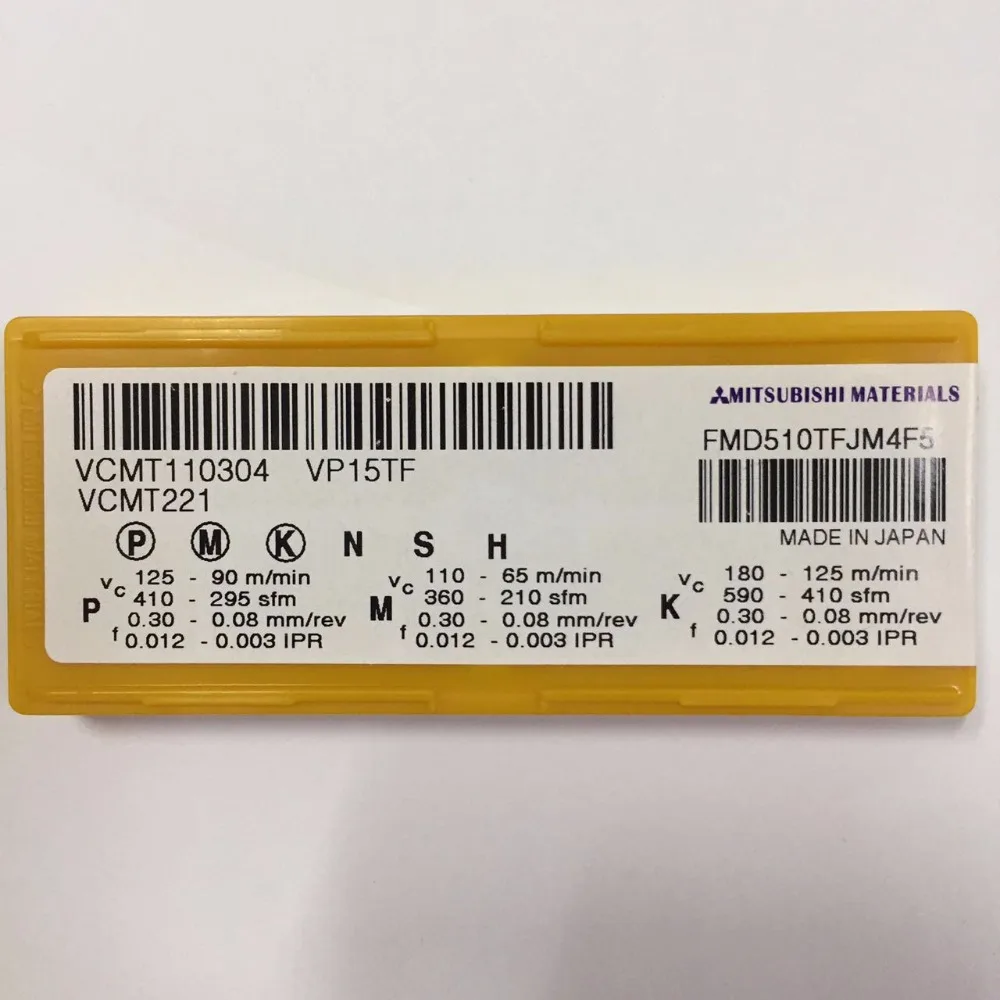 MITSUBISHI MATERIALS
FMD510TFJM4F5
VCMT110304 VP15TF
VCMT221
MADE IN JAPAN
P M K N S H
P vc 125 - 90 m/min
410 - 295 sfm
f 0.30 - 0.08 mm/rev
0.012 - 0.003 IPR
M vc 110 - 65 m/min
360 - 210 sfm
f 0.30 - 0.08 mm/rev
0.012 - 0.003 IPR
K vc 180 - 125 m/min
590 - 410 sfm
f 0.30 - 0.08 mm/rev
0.012 - 0.003 IPR